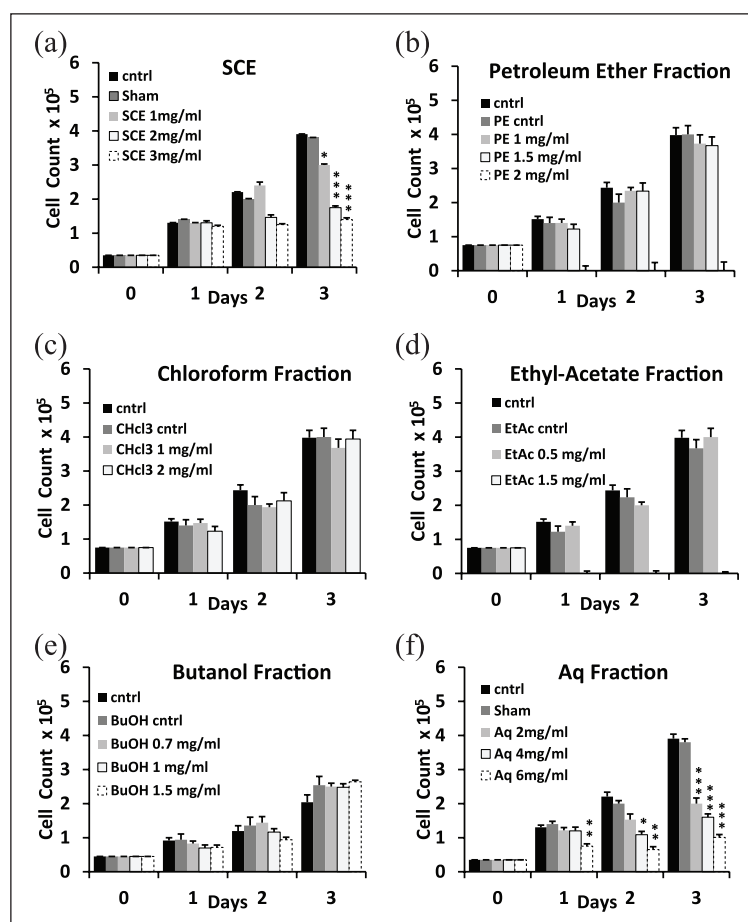 (a)
SCE
cntrl
Sham
SCE 1mg/ml
SCE 2mg/ml
SCE 3mg/ml
Cell Count x 10⁵
6
5
4
3
2
1
0
*
***
***
0 1 2 3
Days
(b)
Petroleum Ether Fraction
cntrl
PE cntrl
PE 1 mg/ml
PE 1.5 mg/ml
PE 2 mg/ml
Cell Count x 10⁵
6
5
4
3
2
1
0
0 1 2 3
Days
(c)
Chloroform Fraction
cntrl
CHcl3 cntrl
CHcl3 1 mg/ml
CHcl3 2 mg/ml
Cell Count x 10⁵
6
5
4
3
2
1
0
0 1 2 3
Days
(d)
Ethyl-Acetate Fraction
cntrl
EtAc cntrl
EtAc 0.5 mg/ml
EtAc 1.5 mg/ml
Cell Count x 10⁵
6
5
4
3
2
1
0
0 1 2 3
Days
(e)
Butanol Fraction
cntrl
BuOH cntrl
BuOH 0.7 mg/ml
BuOH 1 mg/ml
BuOH 1.5 mg/ml
Cell Count x 10⁵
6
5
4
3
2
1
0
0 1 2 3
Days
(f)
Aq Fraction
cntrl
Sham
Aq 2mg/ml
Aq 4mg/ml
Aq 6mg/ml
Cell Count x 10⁵
6
5
4
3
2
1
0
**
*
**
***
***
***
0 1 2 3
Days